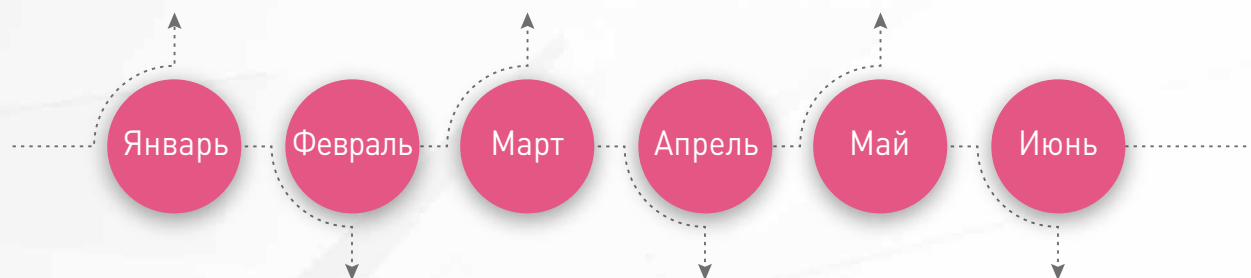 Январь
Февраль
Март
Апрель
Май
Июнь